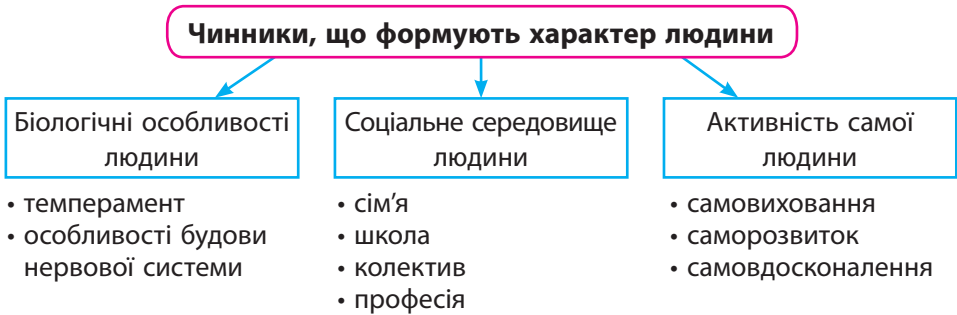 Чинники, що формують характер людини
Біологічні особливості
людини
• темперамент
• особливості будови
нервової системи
Соціальне середовище
людини
• сім'я
• школа
• колектив
• професія
Активність самої
людини
• самовиховання
• саморозвиток
• самовдосконалення